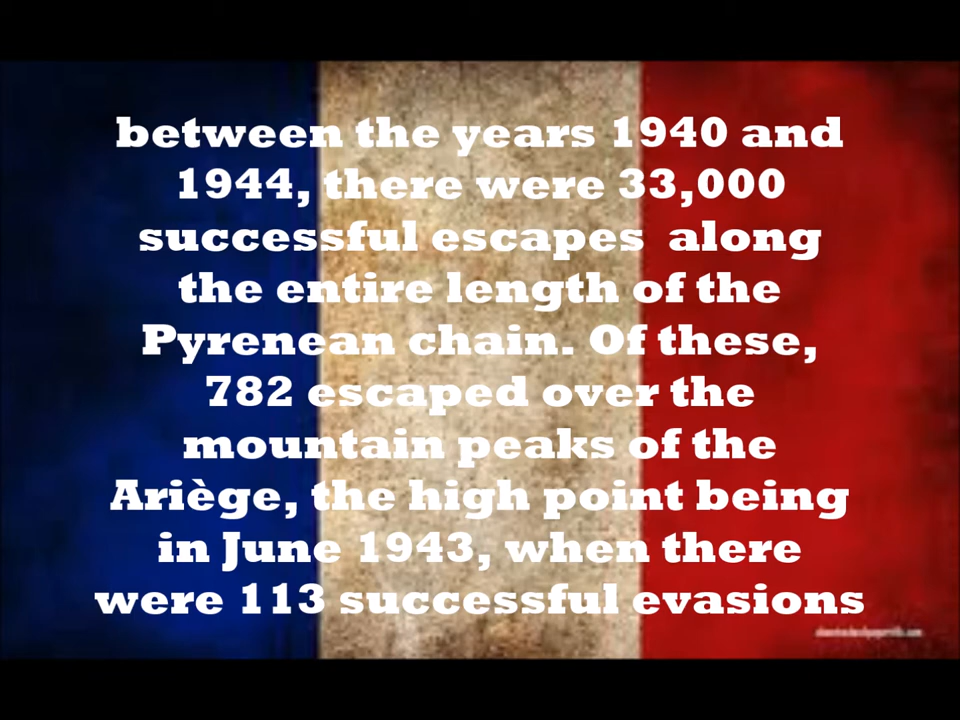 between the years 1940 and
1944, there were 33,000
successful escapes along
the entire length of the
Pyrenean chain. Of these,
782 escaped over the
mountain peaks of the
Ariège, the high point being
in June 1943, when there
were 113 successful evasions